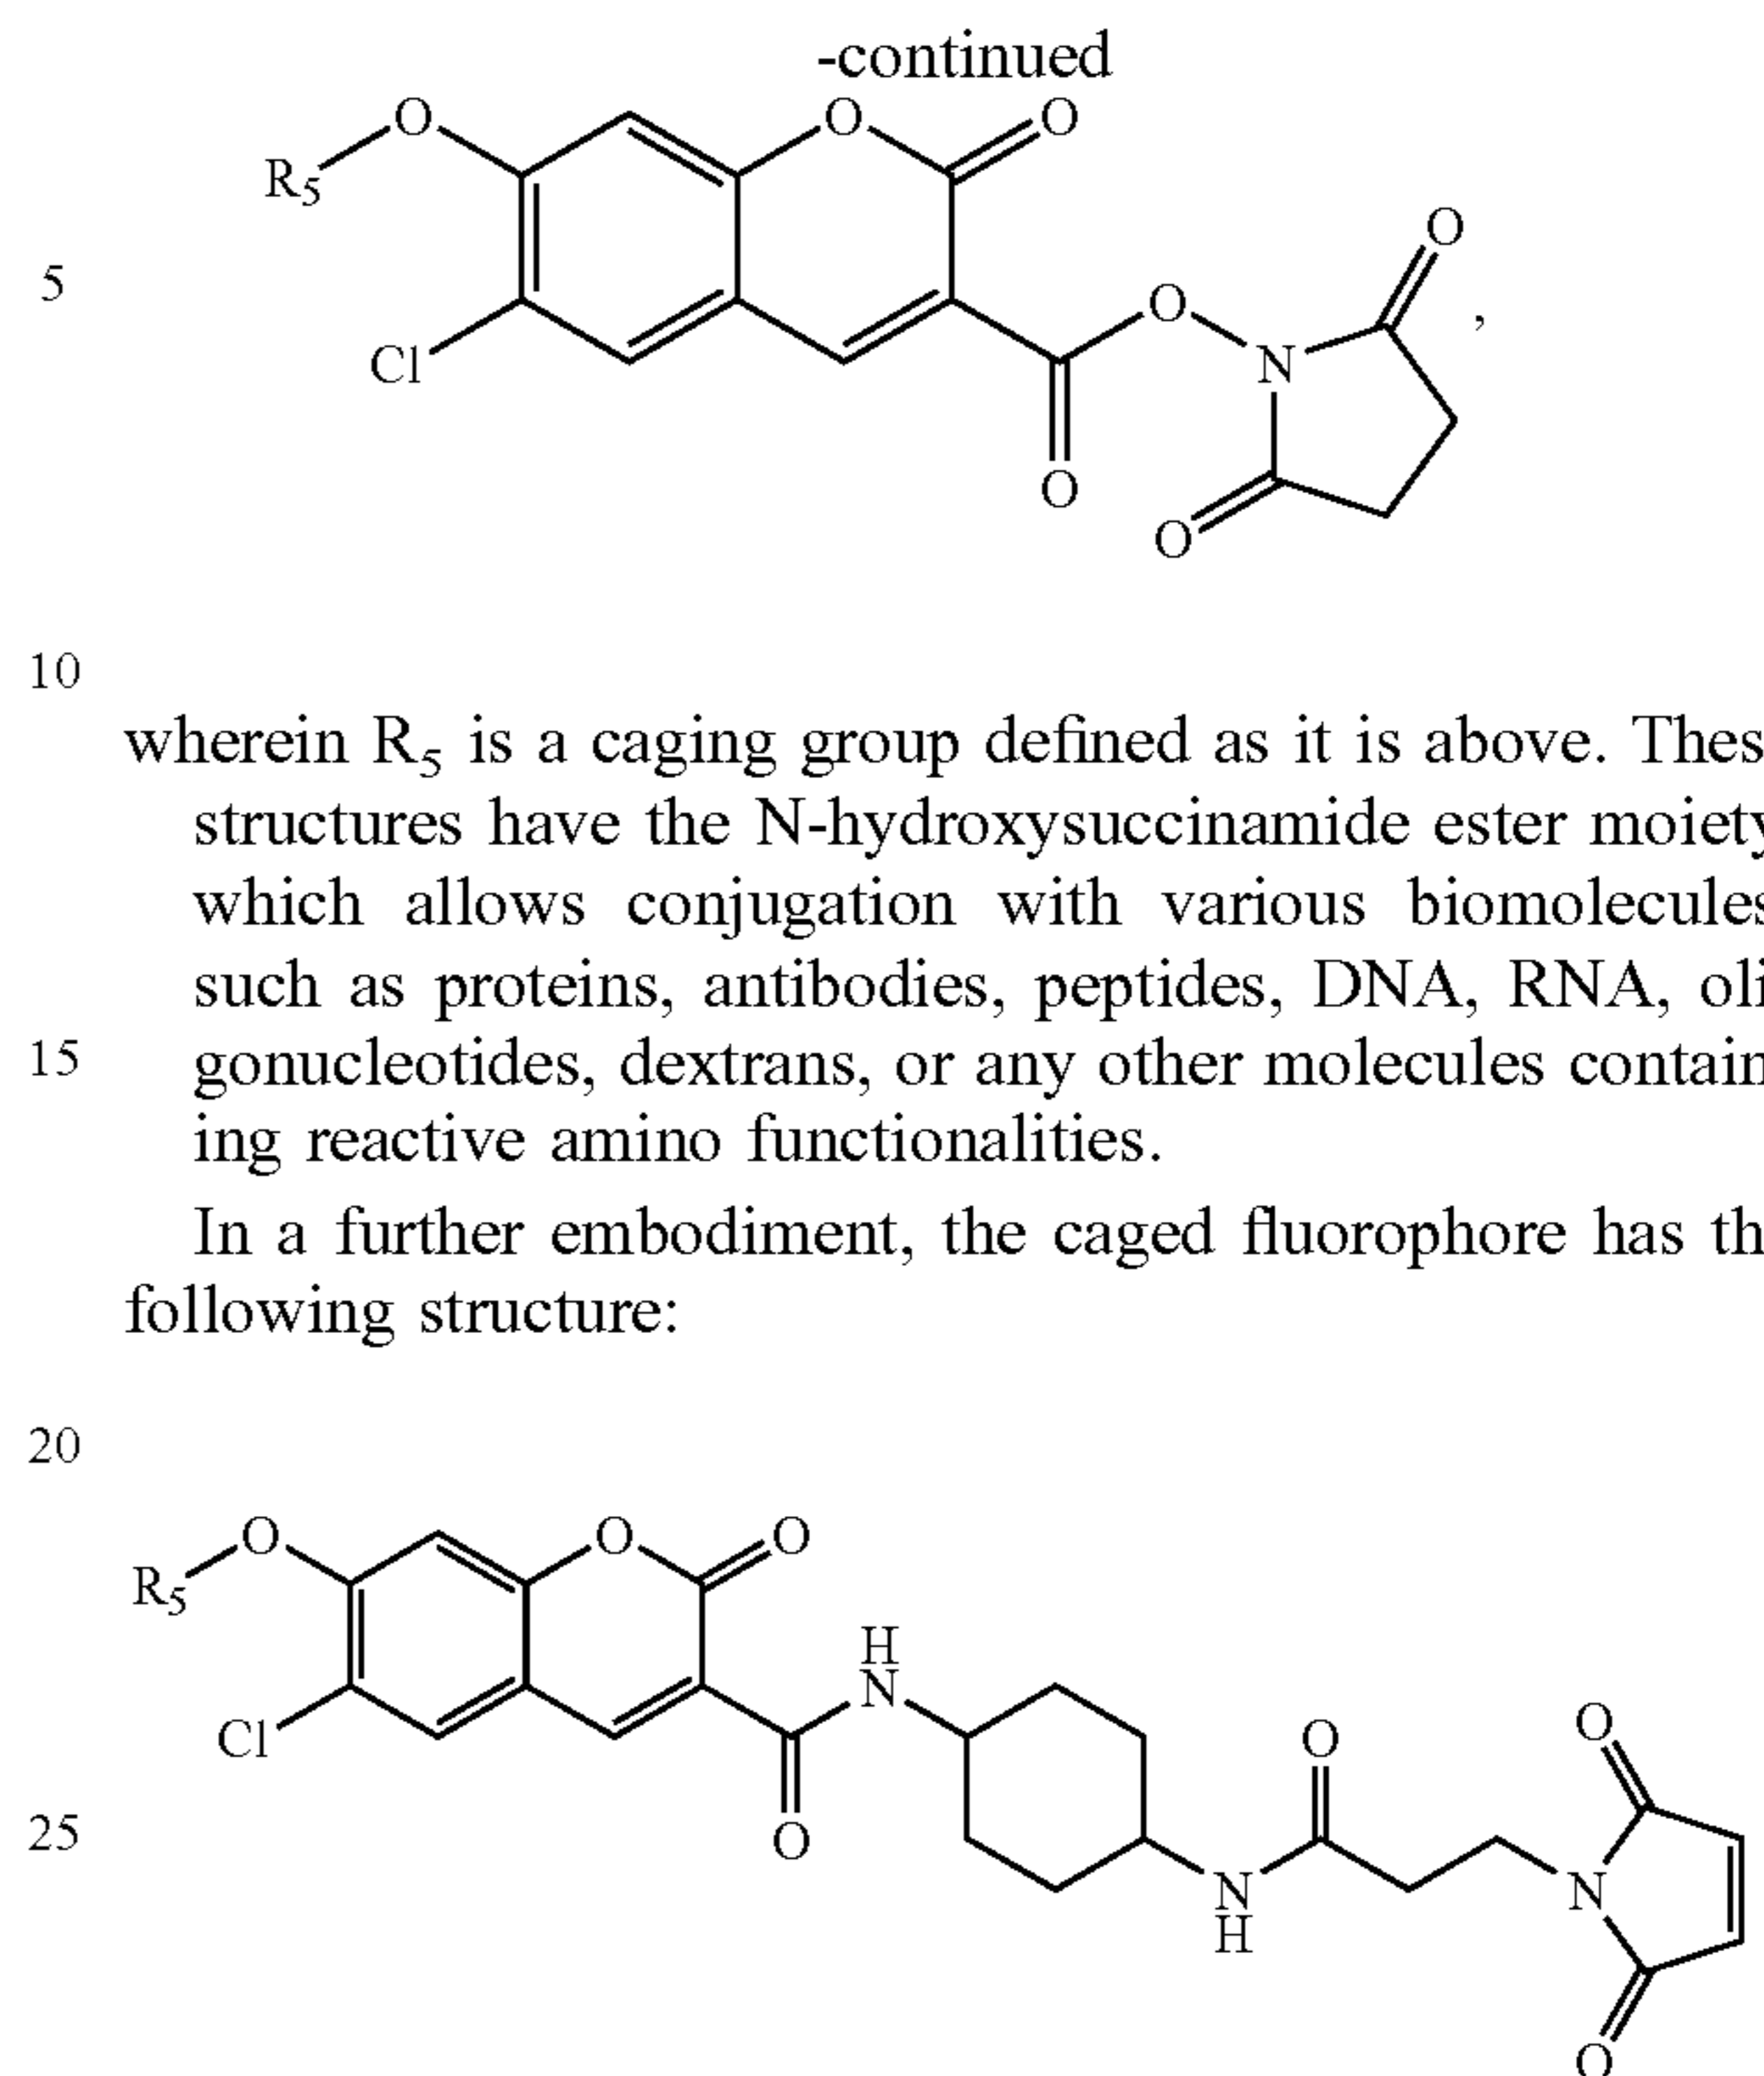 -continued
O O O
R5
O
5 O ,
Cl N
O
O
10
wherein R5 is a caging group defined as it is above. Thes
structures have the N-hydroxysuccinamide ester moiety
which allows conjugation with various biomolecules
such as proteins, antibodies, peptides, DNA, RNA, oli
15 gonucleotides, dextrans, or any other molecules contain
ing reactive amino functionalities.
In a further embodiment, the caged fluorophore has th
following structure:
20
O O O
R5
H
N
O
Cl O
25 O
N N
H
O